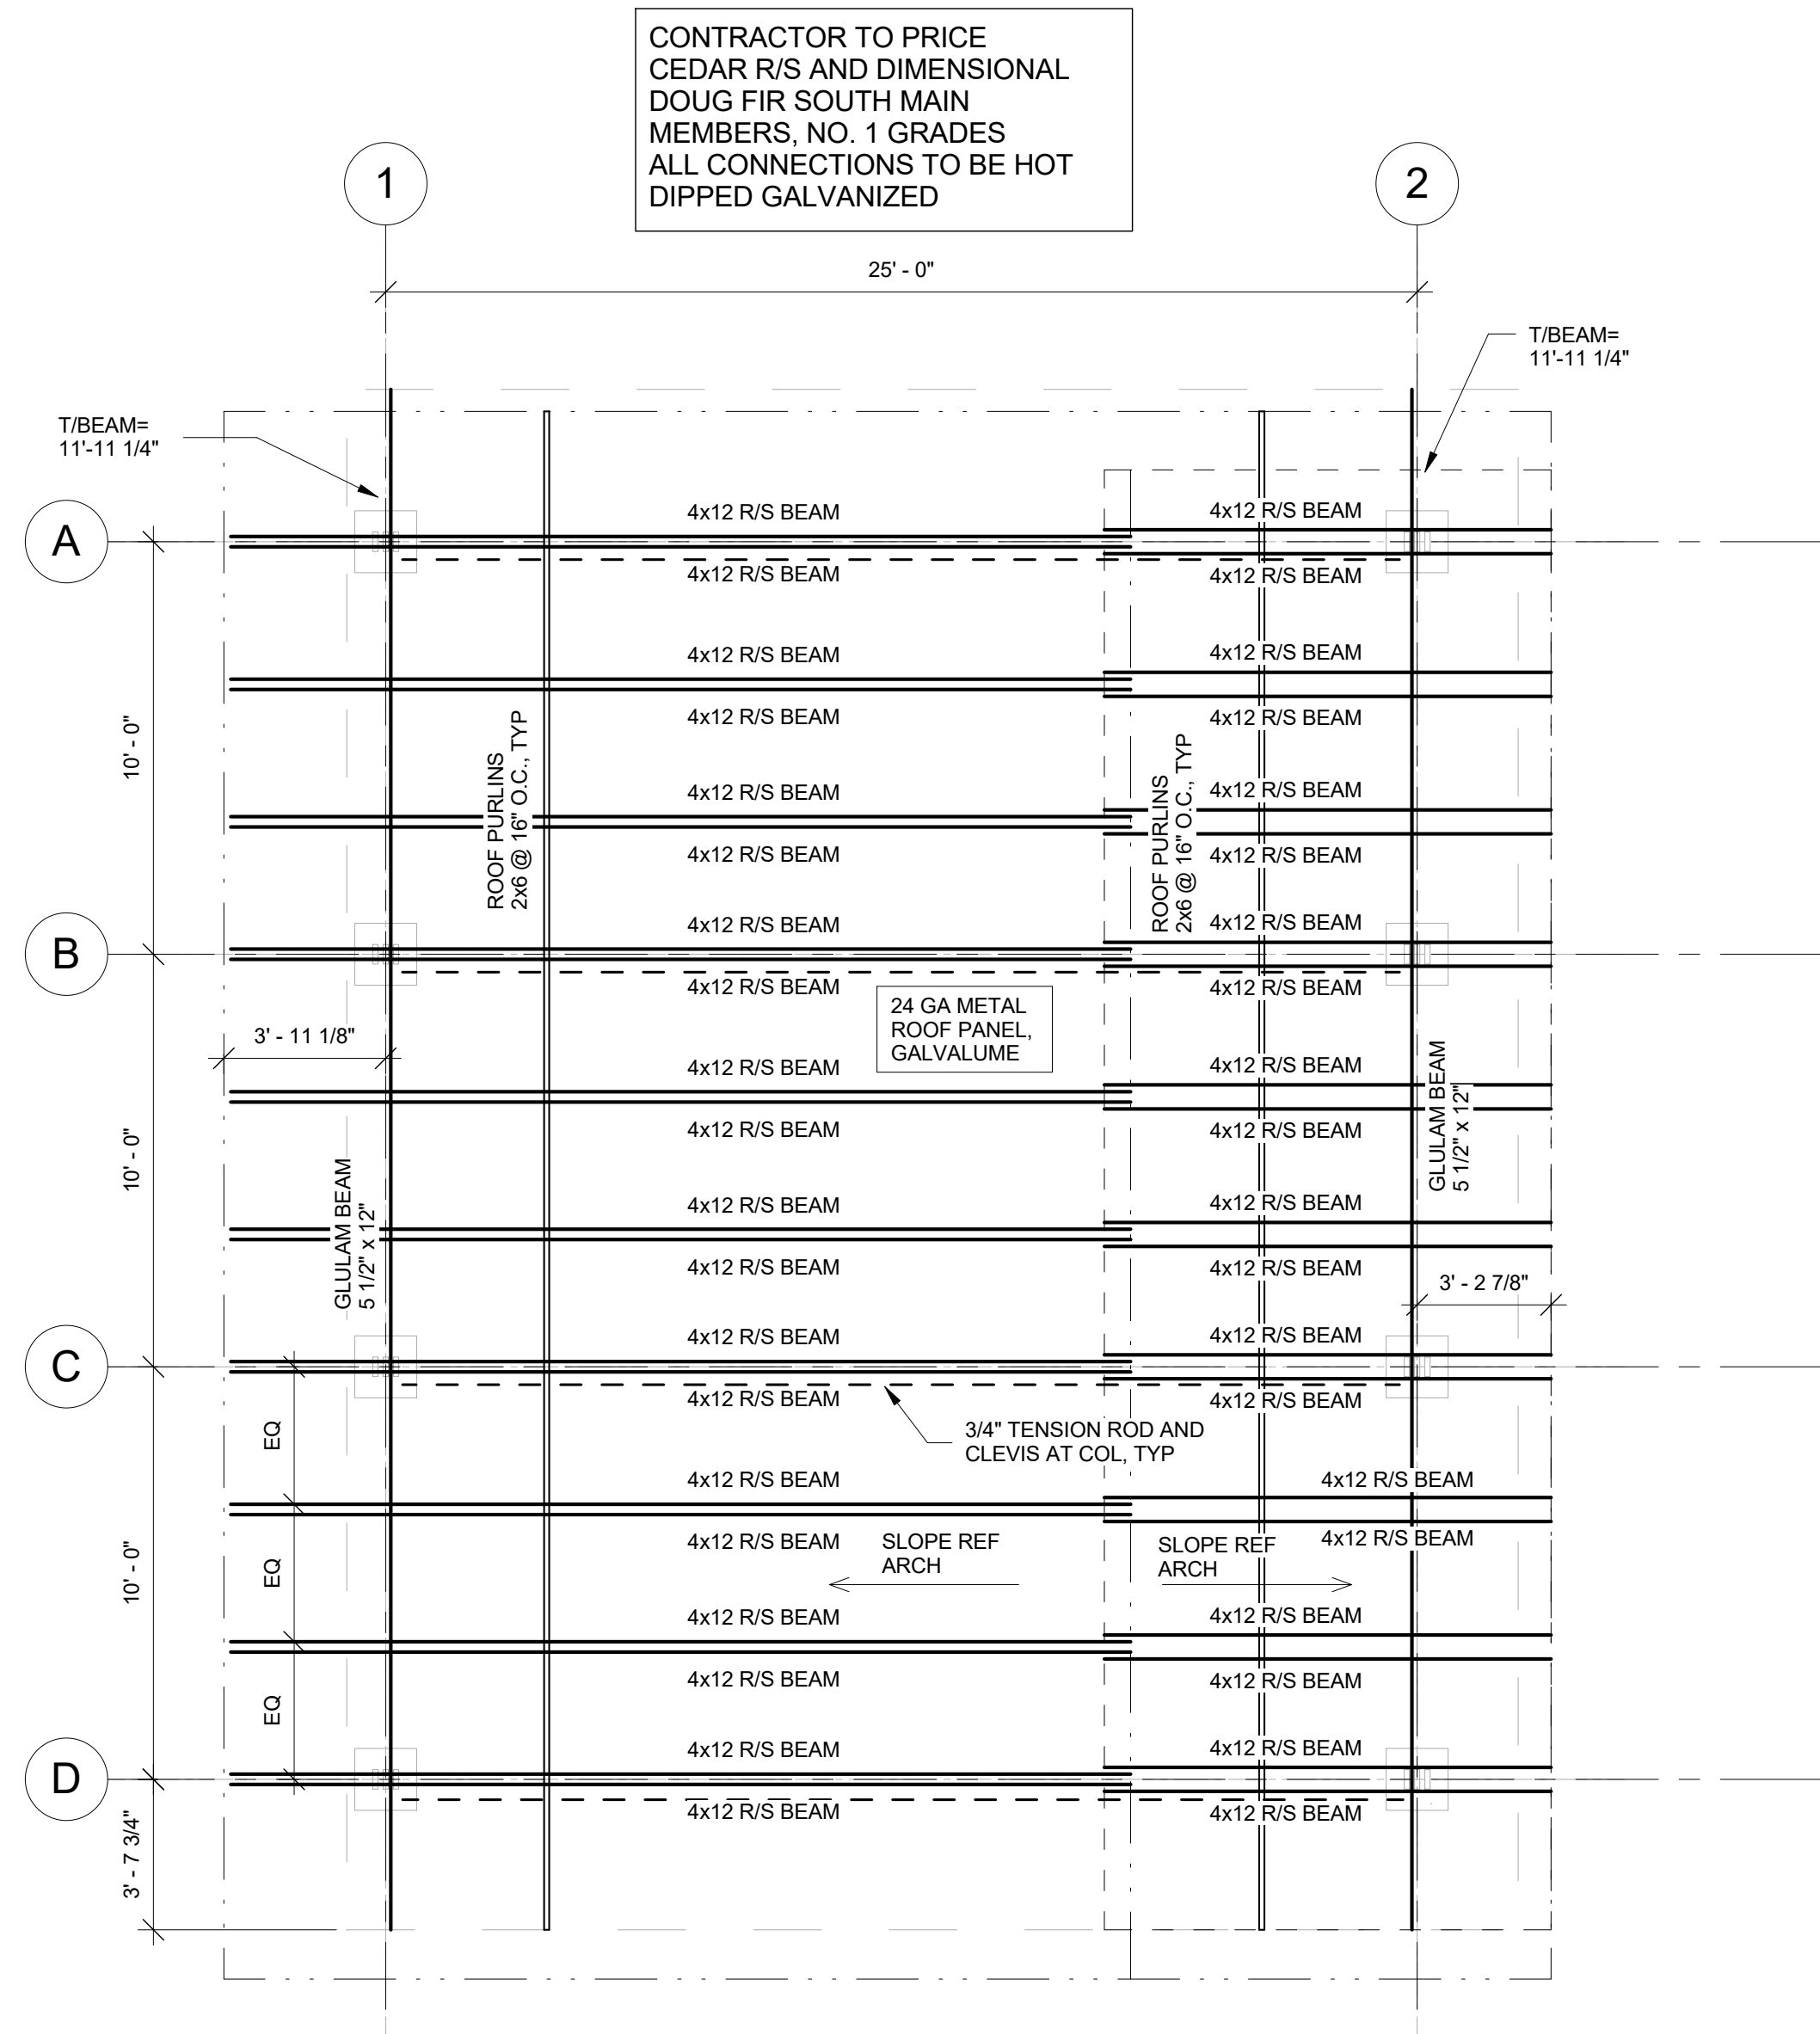 CONTRACTOR TO PRICE
CEDAR R/S AND DIMENSIONAL
DOUG FIR SOUTH MAIN
MEMBERS, NO. 1 GRADES
ALL CONNECTIONS TO BE HOT
DIPPED GALVANIZED
1
2
25' - 0"
T/BEAM=
11'-11 1/4"
T/BEAM=
11'-11 1/4"
A
4x12 R/S BEAM
4x12 R/S BEAM
4x12 R/S BEAM
4x12 R/S BEAM
10' - 0"
4x12 R/S BEAM
4x12 R/S BEAM
4x12 R/S BEAM
4x12 R/S BEAM
ROOF PURLINS
2x6 @ 16" O.C., TYP
ROOF PURLINS
2x6 @ 16" O.C., TYP
4x12 R/S BEAM
4x12 R/S BEAM
4x12 R/S BEAM
4x12 R/S BEAM
B
4x12 R/S BEAM
4x12 R/S BEAM
4x12 R/S BEAM
4x12 R/S BEAM
24 GA METAL
ROOF PANEL,
GALVALUME
3' - 11 1/8"
4x12 R/S BEAM
4x12 R/S BEAM
4x12 R/S BEAM
4x12 R/S BEAM
10' - 0"
GLULAM BEAM
5 1/2" x 12"
GLULAM BEAM
5 1/2" x 12"
4x12 R/S BEAM
4x12 R/S BEAM
4x12 R/S BEAM
4x12 R/S BEAM
3' - 2 7/8"
C
4x12 R/S BEAM
4x12 R/S BEAM
4x12 R/S BEAM
4x12 R/S BEAM
EQ
3/4" TENSION ROD AND
CLEVIS AT COL, TYP
4x12 R/S BEAM
4x12 R/S BEAM
4x12 R/S BEAM
4x12 R/S BEAM
10' - 0"
EQ
SLOPE REF
ARCH
SLOPE REF
ARCH
4x12 R/S BEAM
4x12 R/S BEAM
4x12 R/S BEAM
4x12 R/S BEAM
EQ
D
4x12 R/S BEAM
4x12 R/S BEAM
4x12 R/S BEAM
4x12 R/S BEAM
3' - 7 3/4"